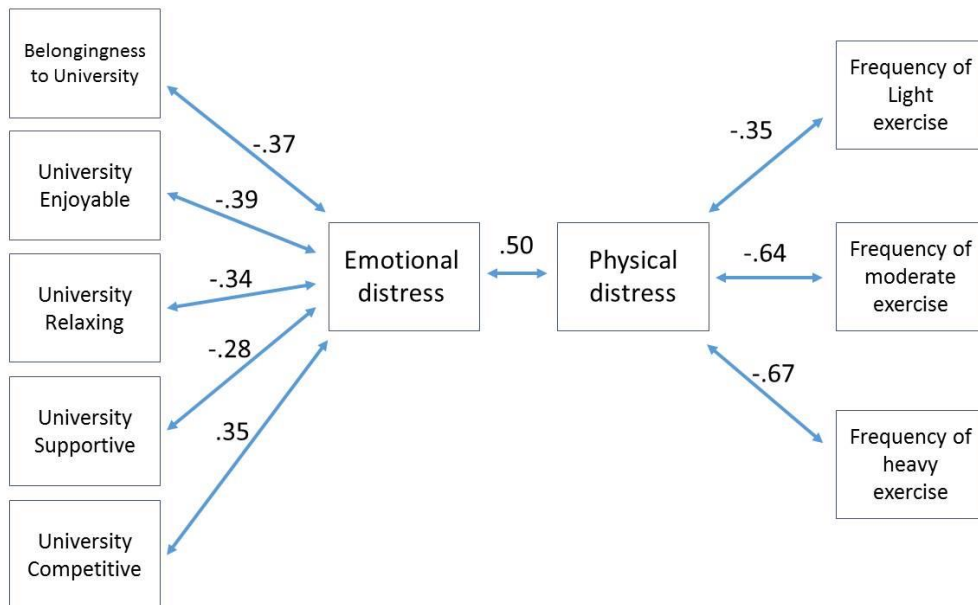 Belongingness
to University
University
Enjoyable
University
Relaxing
University
Supportive
University
Competitive
-.37
-.39
-.34
-.28
.35
Emotional
distress
.50
Physical
distress
-.35
-.64
-.67
Frequency of
Light
exercise
Frequency of
moderate
exercise
Frequency of
heavy
exercise